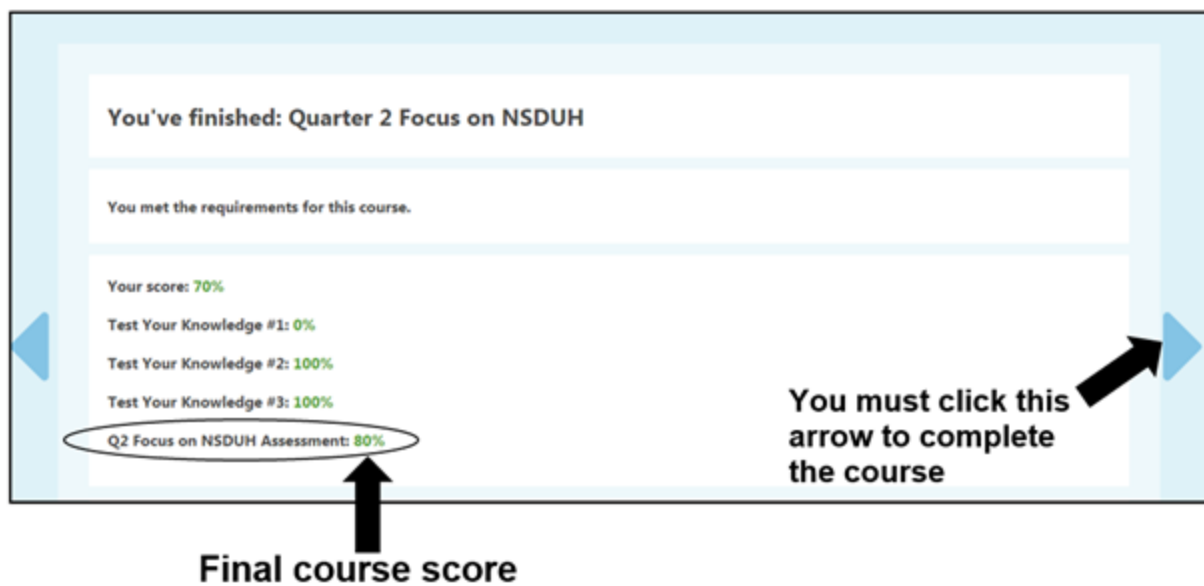 You've finished: Quarter 2 Focus on NSDUH
You met the requirements for this course.
Your score: 70%
Test Your Knowledge #1: 0%
Test Your Knowledge #2: 100%
Test Your Knowledge #3: 100%
Q2 Focus on NSDUH Assessment: 80%
You must click this
arrow to complete
the course
Final course score